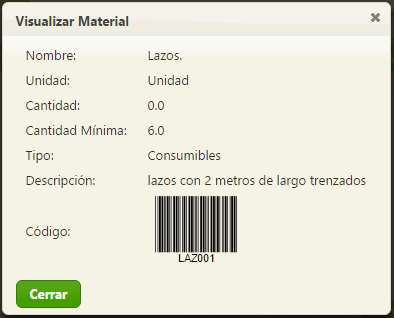 Visualizar Material
Nombre: Lazos.
Unidad: Unidad
Cantidad: 0.0
Cantidad Mínima: 6.0
Tipo: Consumibles
Descripción: lazos con 2 metros de largo trenzados
Código:
LAZ001
Cerrar